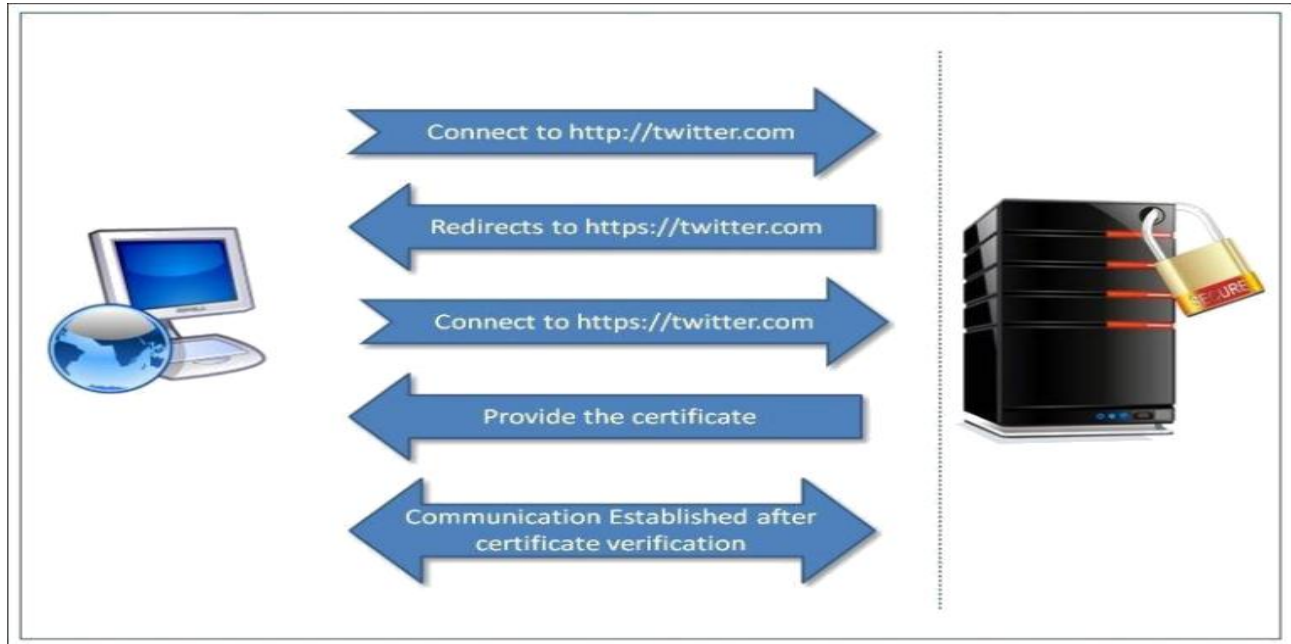 Connect to http://twitter.com
Redirects to https://twitter.com
Connect to https://twitter.com
Provide the certificate
Communication Established after
certificate verification
SECURE